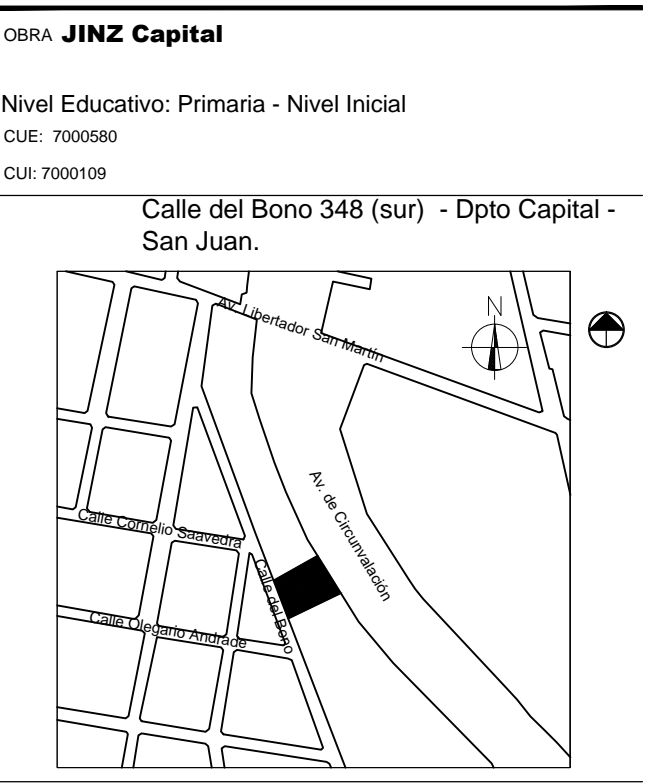 OBRA JINZ Capital
Nivel Educativo: Primaria - Nivel Inicial
CUE: 7000580
CUI: 7000109
Calle del Bono 348 (sur) - Dpto Capital -
San Juan.
Av. Libertador San Martín
N
Av. de Circunvalación
Calle Cornelio Saavedra
Calle del Bono
Calle Olegario Andrade